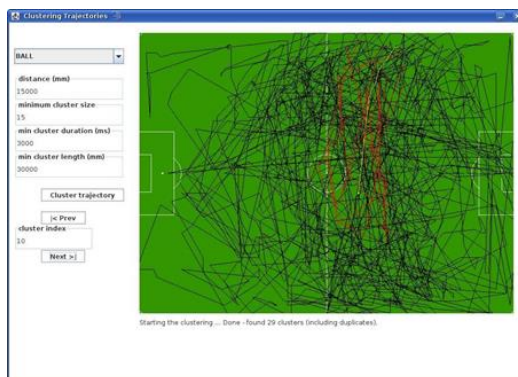 Clustering Trajectories
BALL
distance (mm)
15000
minimum cluster size
15
min cluster duration (ms)
3000
min cluster length (mm)
30000
Cluster trajectory
|< Prev
cluster index
10
Next >|
Starting the clustering ... Done - found 29 clusters (including duplicates).